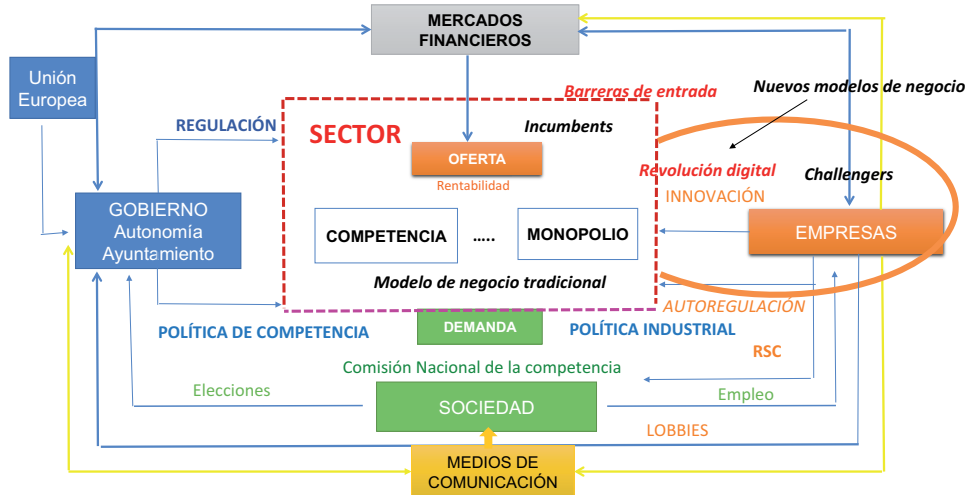 MERCADOS
FINANCIEROS
Unión
Europea
Barreras de entrada
Nuevos modelos de negocio
REGULACIÓN
SECTOR
Incumbents
OFERTA
Rentabilidad
Revolución digital
INNOVACIÓN
Challengers
GOBIERNO
Autonomía
Ayuntamiento
COMPETENCIA
.....
MONOPOLIO
EMPRESAS
Modelo de negocio tradicional
AUTOREGULACIÓN
POLÍTICA DE COMPETENCIA
DEMANDA
POLÍTICA INDUSTRIAL
RSC
Comisión Nacional de la competencia
Elecciones
SOCIEDAD
Empleo
LOBBIES
MEDIOS DE
COMUNICACIÓN